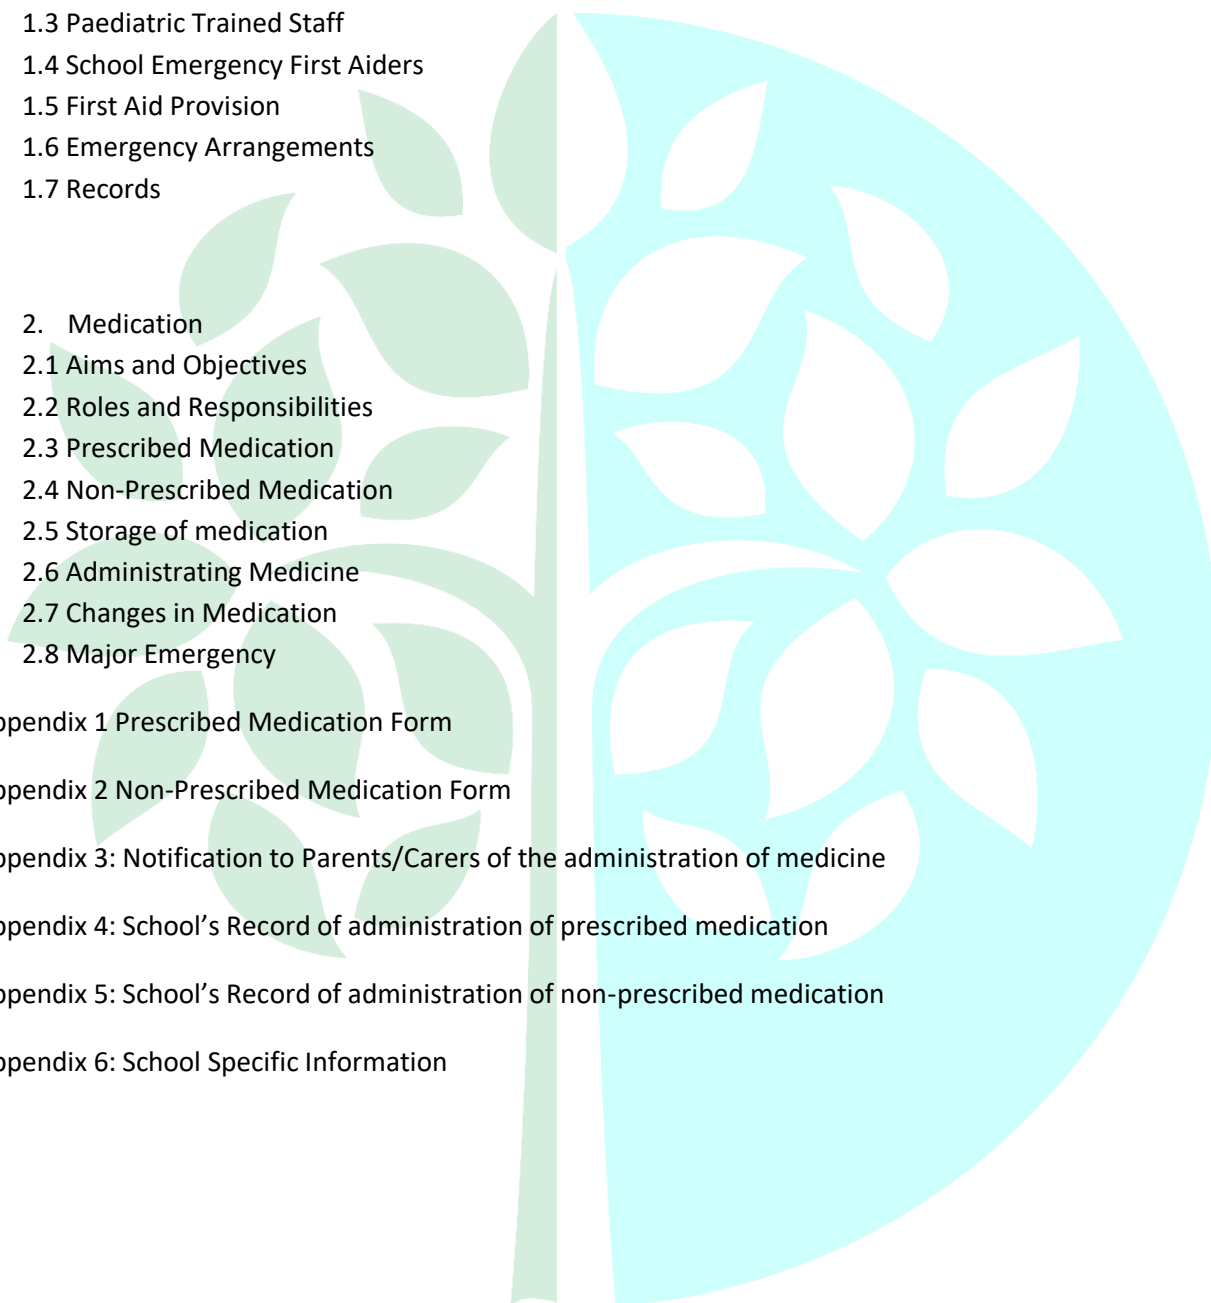 1.3 Paediatric Trained Staff
1.4 School Emergency First Aiders
1.5 First Aid Provision
1.6 Emergency Arrangements
1.7 Records
2. Medication
2.1 Aims and Objectives
2.2 Roles and Responsibilities
2.3 Prescribed Medication
2.4 Non-Prescribed Medication
2.5 Storage of medication
2.6 Administrating Medicine
2.7 Changes in Medication
2.8 Major Emergency
ppendix 1 Prescribed Medication Form
ppendix 2 Non-Prescribed Medication Form
ppendix 3: Notification to Parents/Carers of the administration of medicine
ppendix 4: School’s Record of administration of prescribed medication
ppendix 5: School’s Record of administration of non-prescribed medication
ppendix 6: School Specific Information